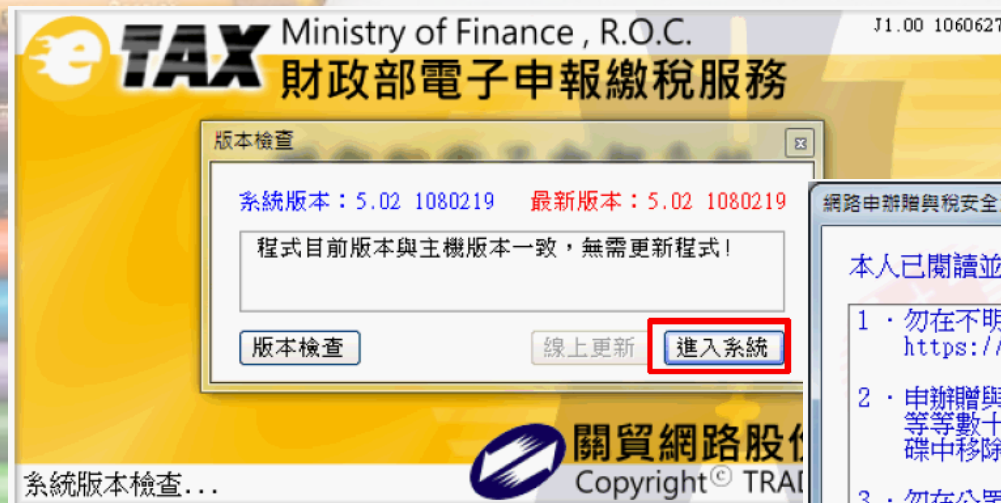 e TAX Ministry of Finance , R.O.C.
財政部電子申報繳稅服務
J1.00 1060627
版本檢查
系統版本：5.02 1080219 最新版本：5.02 1080219
程式目前版本與主機版本一致，無需更新程式!
版本檢查 線上更新 進入系統
網路申辦贈與稅安全
本人已閱讀並
1．勿在不明
https://
2．申辦贈與
等等數十
碟中移除
3．勿在公眾
關貿網路股份
Copyright© TRAD
系統版本檢查...